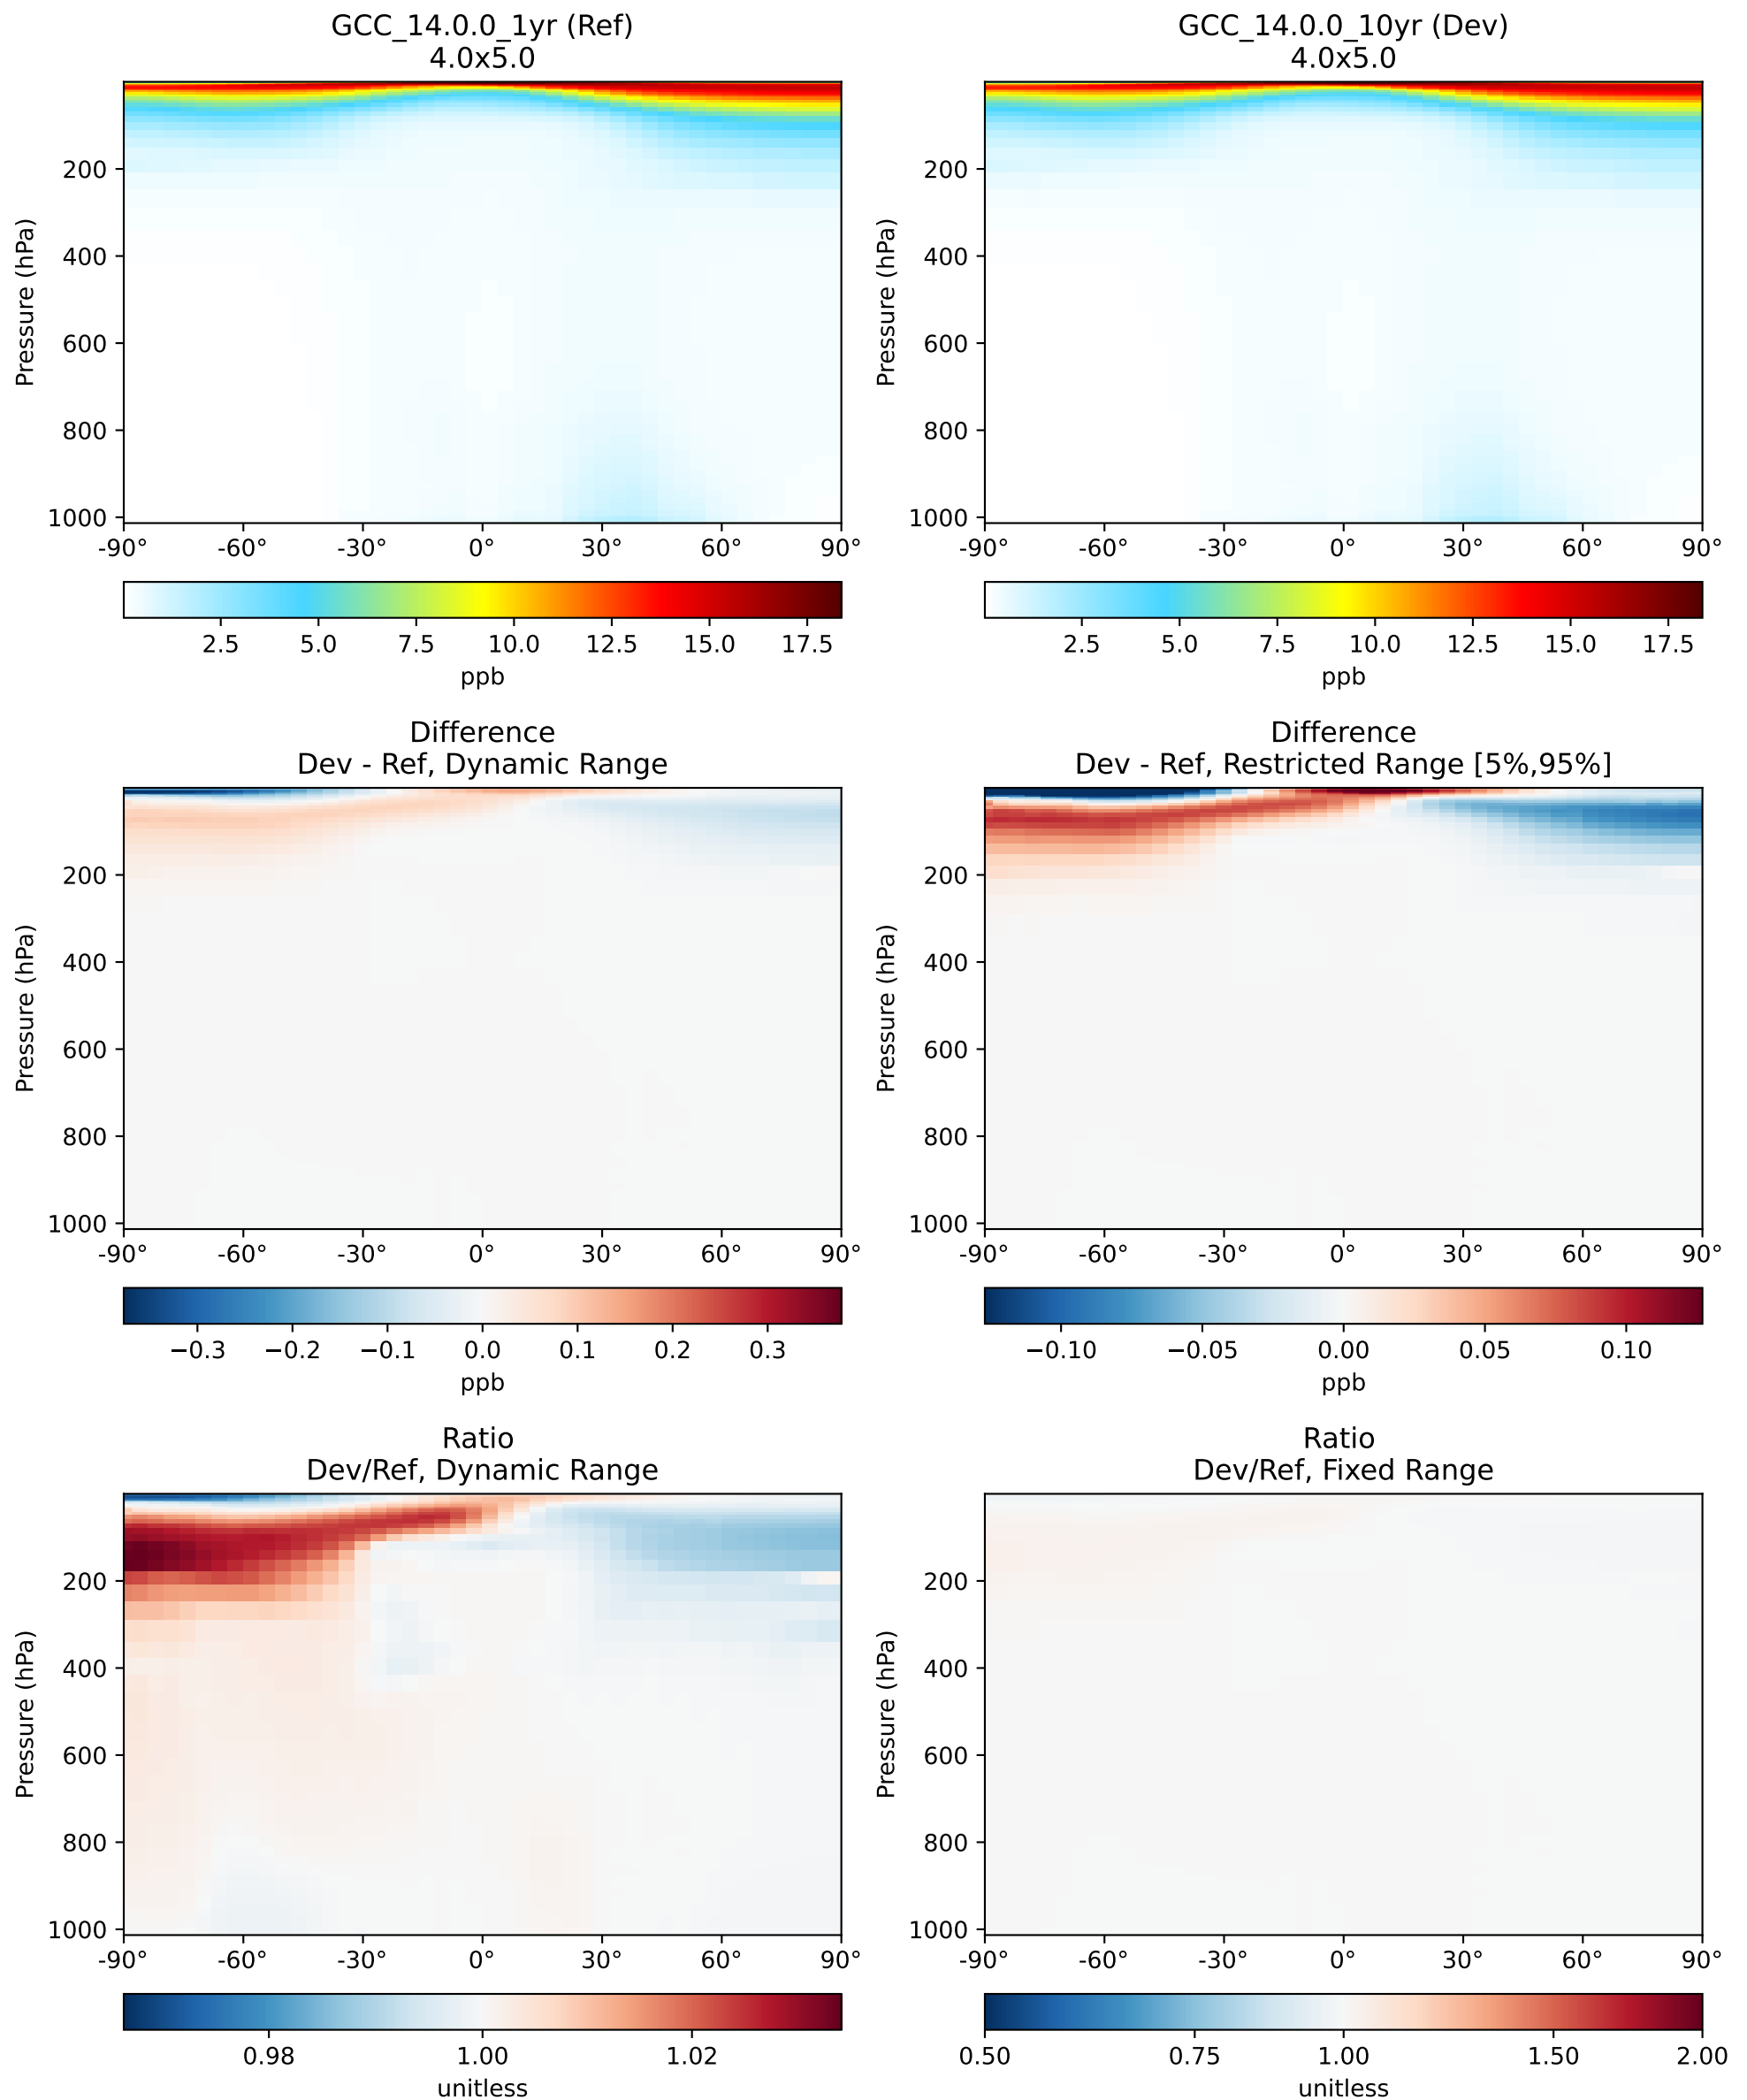 GCC_14.0.0_1yr (Ref)
4.0x5.0
GCC_14.0.0_10yr (Dev)
4.0x5.0
Pressure (hPa)
200
400
600
800
1000
-90° -60° -30° 0° 30° 60° 90°
2.5 5.0 7.5 10.0 12.5 15.0 17.5
ppb
Pressure (hPa)
200
400
600
800
1000
-90° -60° -30° 0° 30° 60° 90°
2.5 5.0 7.5 10.0 12.5 15.0 17.5
ppb
Difference
Dev - Ref, Dynamic Range
Pressure (hPa)
200
400
600
800
1000
-90° -60° -30° 0° 30° 60° 90°
−0.3 −0.2 −0.1 0.0 0.1 0.2 0.3
ppb
Difference
Dev - Ref, Restricted Range [5%,95%]
Pressure (hPa)
200
400
600
800
1000
-90° -60° -30° 0° 30° 60° 90°
−0.10 −0.05 0.00 0.05 0.10
ppb
Ratio
Dev/Ref, Dynamic Range
Pressure (hPa)
200
400
600
800
1000
-90° -60° -30° 0° 30° 60° 90°
0.98 1.00 1.02
unitless
Ratio
Dev/Ref, Fixed Range
Pressure (hPa)
200
400
600
800
1000
-90° -60° -30° 0° 30° 60° 90°
0.50 0.75 1.00 1.50 2.00
unitless